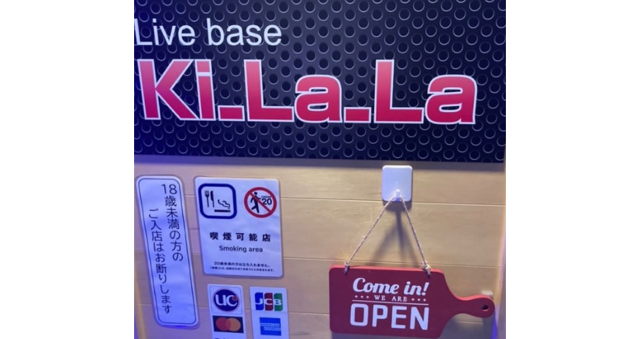 Live base
Ki-La-La
18歳未満の方の
ご入店はお断りします
20
喫煙可能店
Smoking area
UC
JCB
Come in!
WE ARE
OPEN